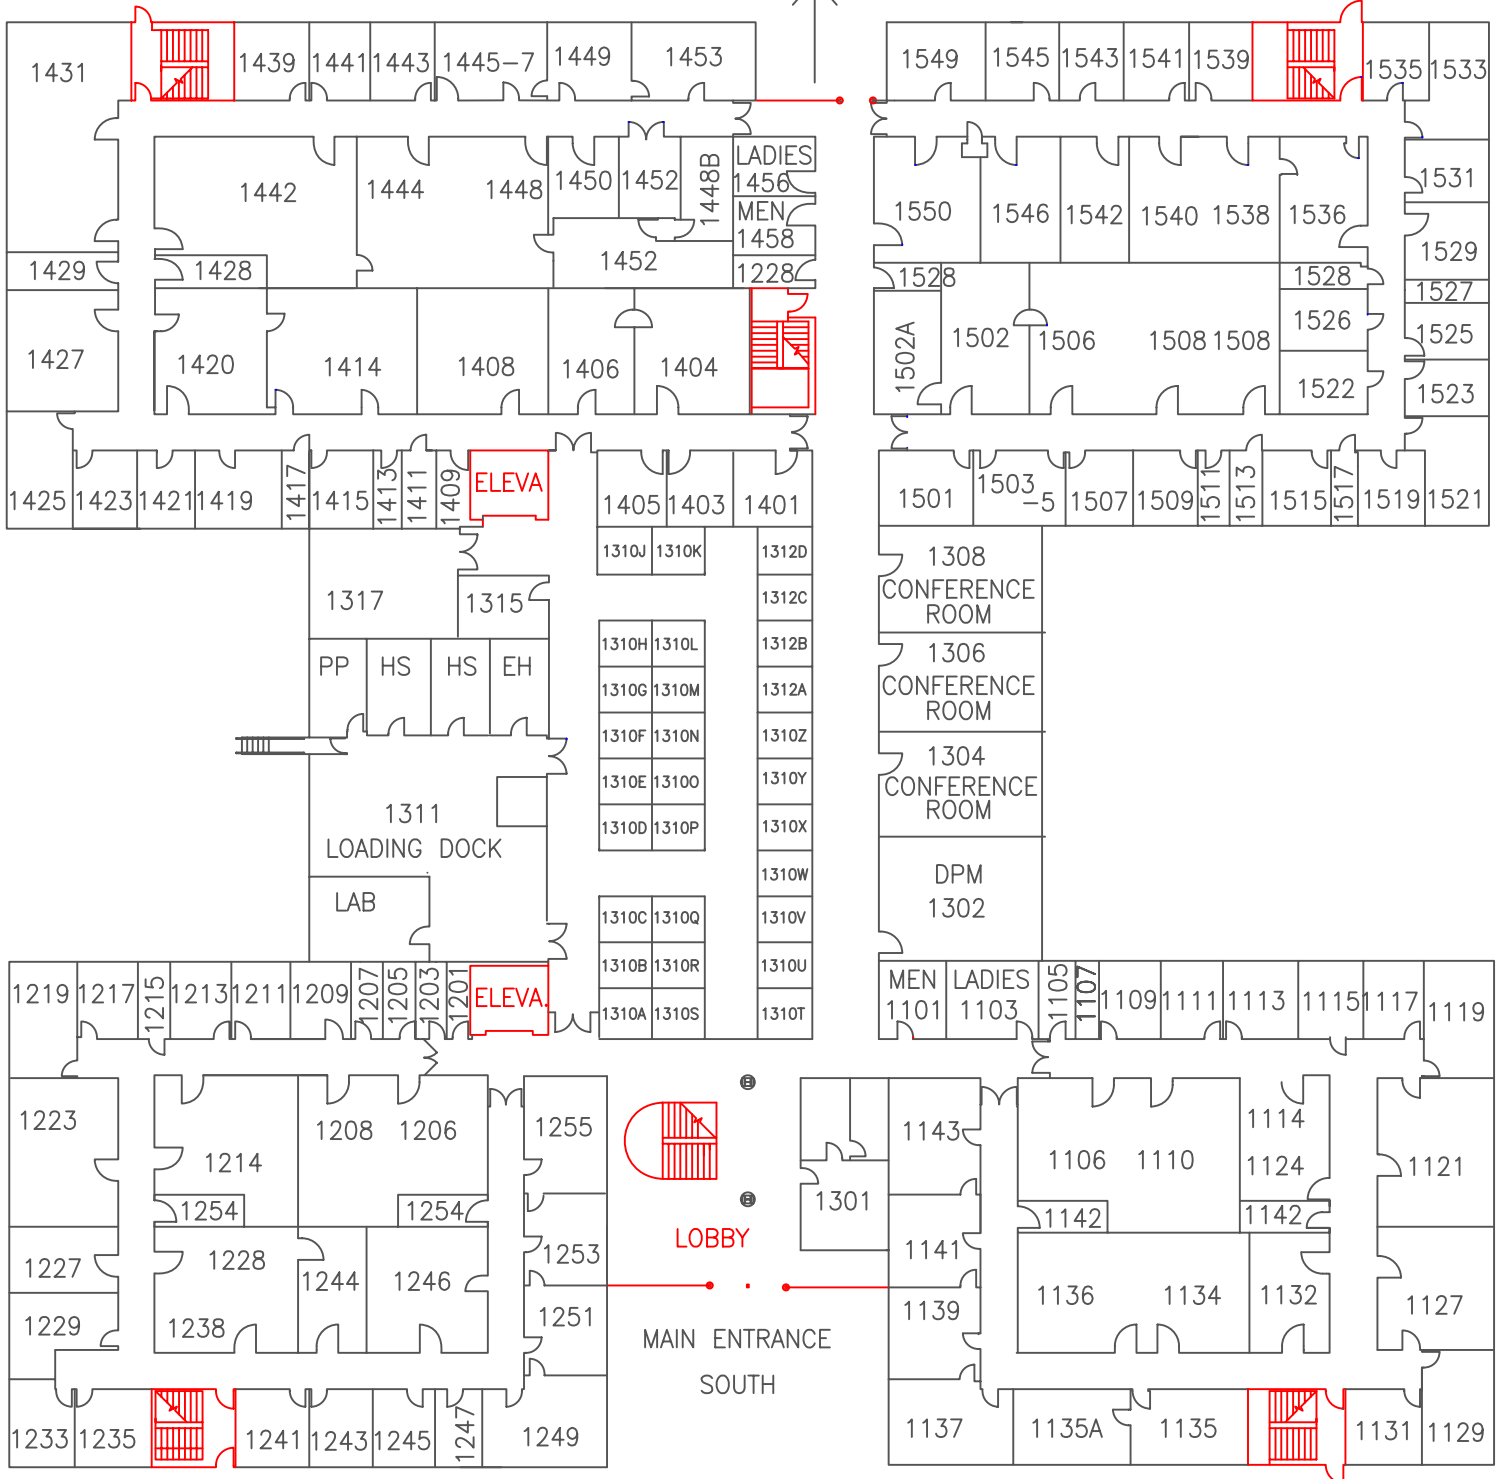 1431
1439
1441
1443
1445-7
1449
1453
1549
1545
1543
1541
1539
1535
1533
1442
1444
1448
1450
1452
1448B
LADIES
1456
MEN
1458
1452
1228
1429
1428
1427
1420
1414
1408
1406
1404
1550
1546
1542
1540
1538
1536
1531
1529
1528
1528
1527
1526
1525
1502A
1502
1506
1508
1508
1522
1523
1425
1423
1421
1419
1417
1415
1413
1411
1409
ELEVA
1405
1403
1401
1501
1503
-5
1507
1509
1511
1513
1515
1517
1519
1521
1310J
1310K
1312D
1312C
1317
1315
1308
CONFERENCE
ROOM
PP
HS
HS
EH
1310H
1310L
1312B
1310G
1310M
1312A
1310F
1310N
1310Z
1310E
1310O
1310Y
1310D
1310P
1310X
1310W
1306
CONFERENCE
ROOM
1304
CONFERENCE
ROOM
1311
LOADING DOCK
LAB
DPM
1302
1310C
1310Q
1310V
1310B
1310R
1310U
1310A
1310S
1310T
1219
1217
1215
1213
1211
1209
1207
1205
1203
1201
ELEVA.
MEN
1101
LADIES
1103
1105
1107
1109
1111
1113
1115
1117
1119
1223
1214
1208
1206
1255
1254
1254
1227
1228
1244
1246
1253
1229
1238
1251
LOBBY
1301
MAIN ENTRANCE
SOUTH
1143
1141
1139
1106
1110
1114
1124
1121
1142
1142
1136
1134
1132
1127
1233
1235
1241
1243
1245
1247
1249
1137
1135A
1135
1131
1129